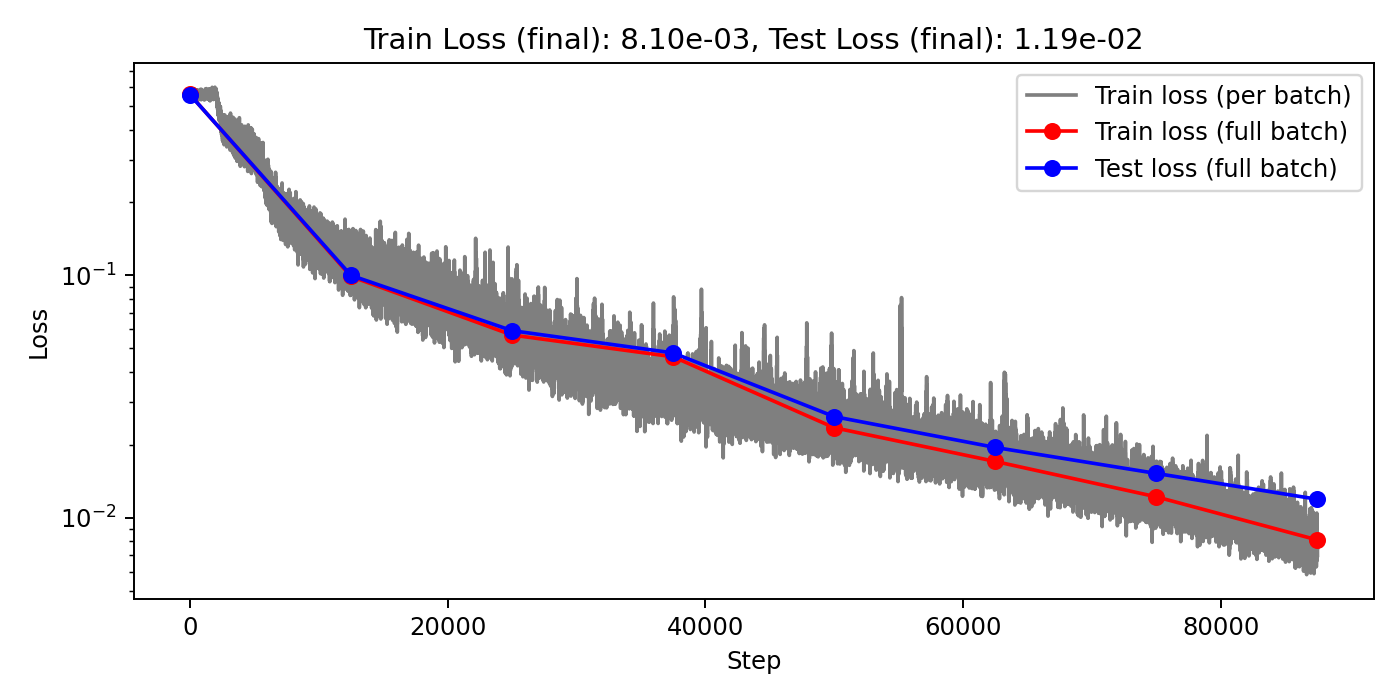 Train Loss (final): 8.10e-03, Test Loss (final): 1.19e-02
Train loss (per batch)
Train loss (full batch)
Test loss (full batch)
10⁻¹
10⁻²
Loss
0 20000 40000 60000 80000
Step